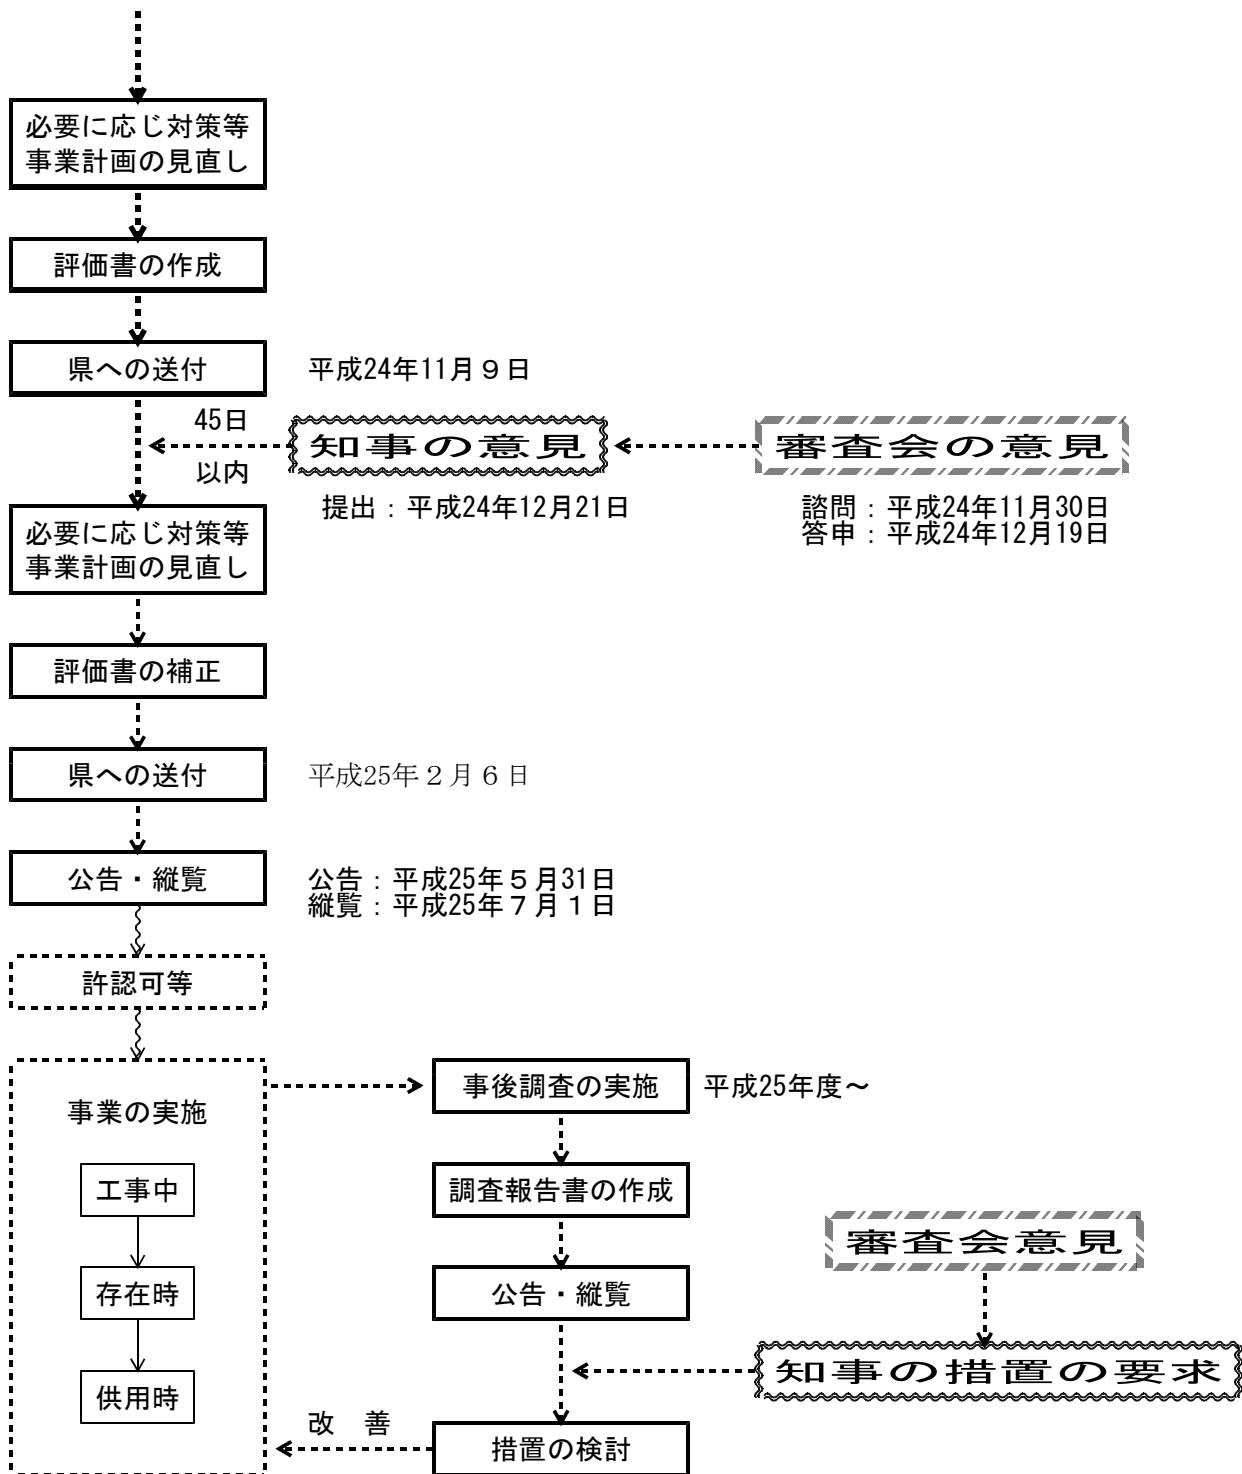 必要に応じ対策等
事業計画の見直し
評価書の作成
県への送付
平成24年11月９日
45日
以内
知事の意見
審査会の意見
提出：平成24年12月21日
諮問：平成24年11月30日
答申：平成24年12月19日
必要に応じ対策等
事業計画の見直し
評価書の補正
県への送付
平成25年２月６日
公告・縦覧
公告：平成25年５月31日
縦覧：平成25年７月１日
許認可等
事業の実施
工事中
存在時
供用時
事後調査の実施
平成25年度～
調査報告書の作成
審査会意見
公告・縦覧
知事の措置の要求
改　善
措置の検討